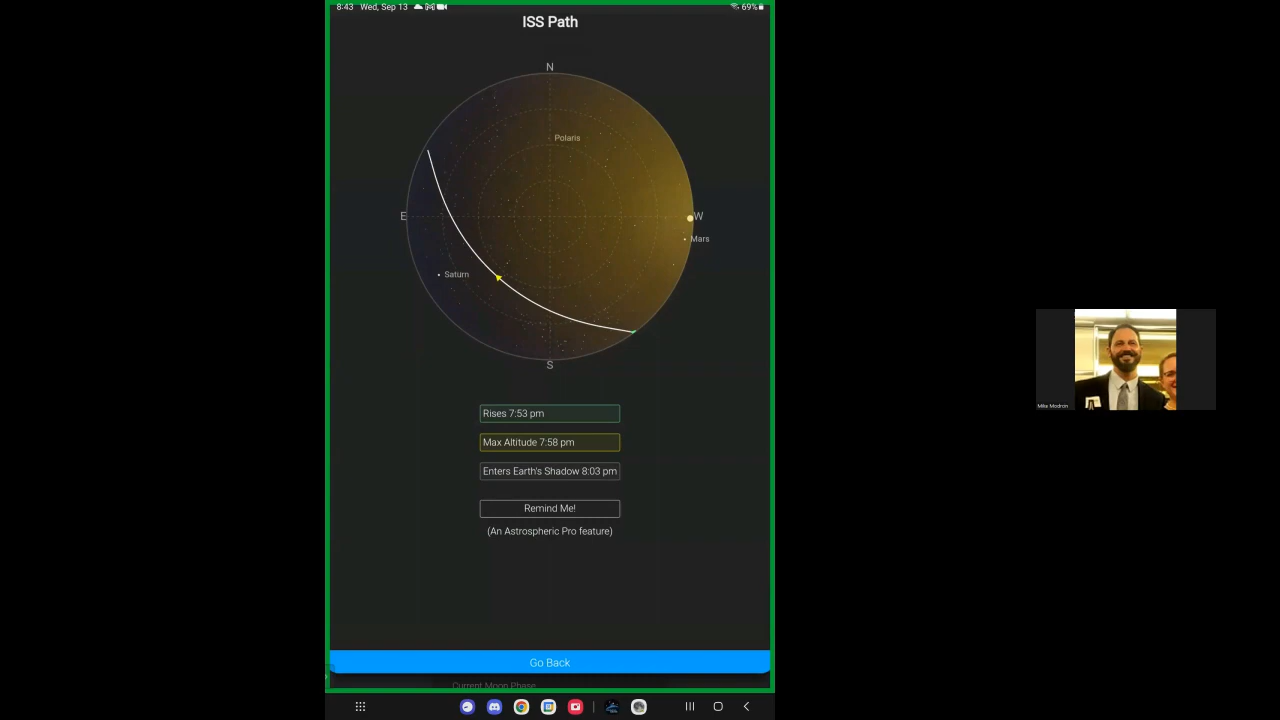 8:43 Wed, Sep 13
69%
ISS Path
N
Polaris
E
W
Mars
Saturn
S
Rises 7:53 pm
Max Altitude 7:58 pm
Enters Earth's Shadow 8:03 pm
Remind Me!
(An Astrospheric Pro feature)
Go Back
Current Moon Phase